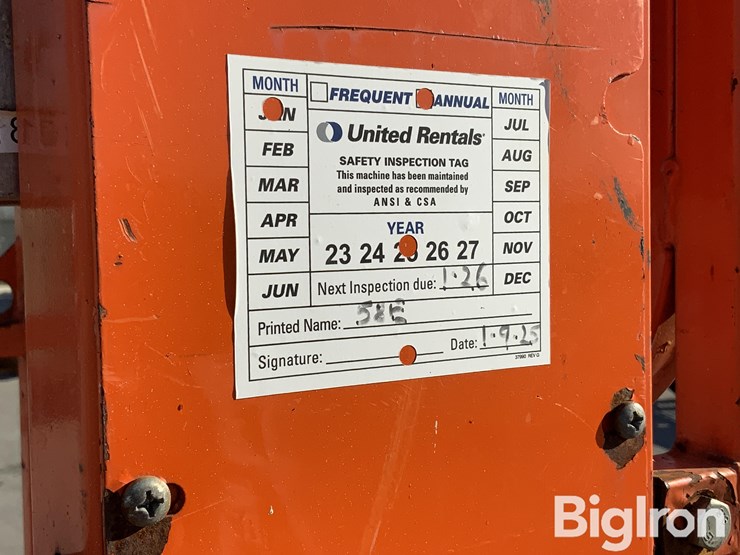 MONTH
FREQUENT ANNUAL
MONTH
JAN
FEB
MAR
APR
MAY
JUN
United Rentals
SAFETY INSPECTION TAG
This machine has been maintained
and inspected as recommended by
ANSI & CSA
YEAR
23 24 25 26 27
Next Inspection due: 1-26
JUL
AUG
SEP
OCT
NOV
DEC
Printed Name:
Signature: Date: 1-9-25
BigIron